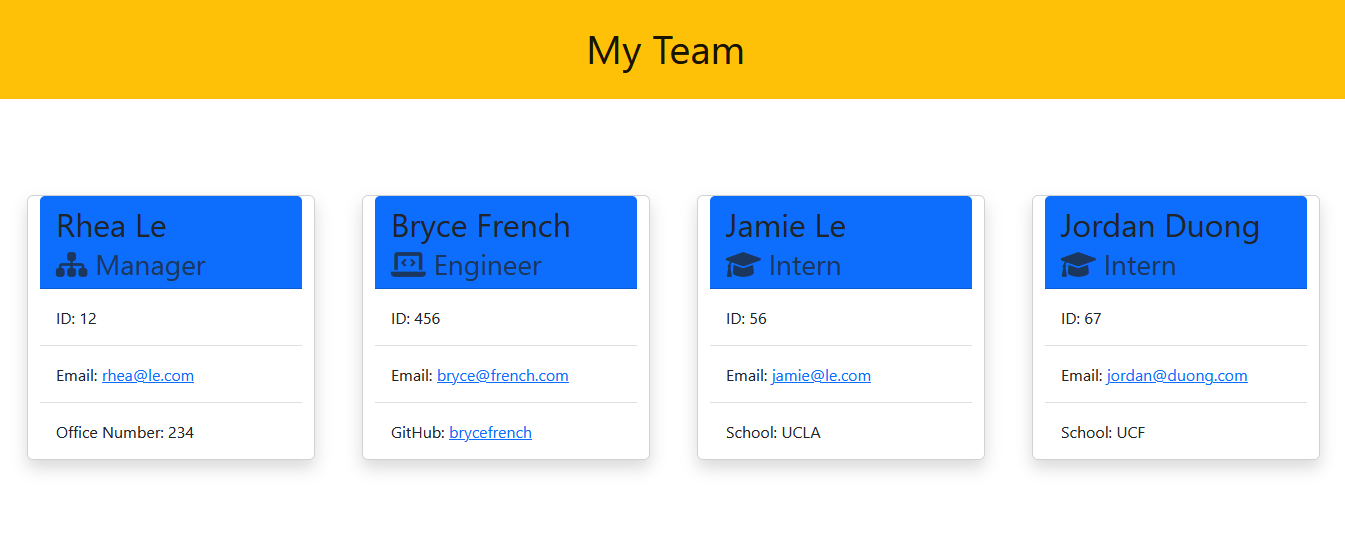 My Team
Rhea Le
Manager
ID: 12
Email: rhea@le.com
Office Number: 234
Bryce French
Engineer
ID: 456
Email: bryce@french.com
GitHub: brycefrench
Jamie Le
Intern
ID: 56
Email: jamie@le.com
School: UCLA
Jordan Duong
Intern
ID: 67
Email: jordan@duong.com
School: UCF